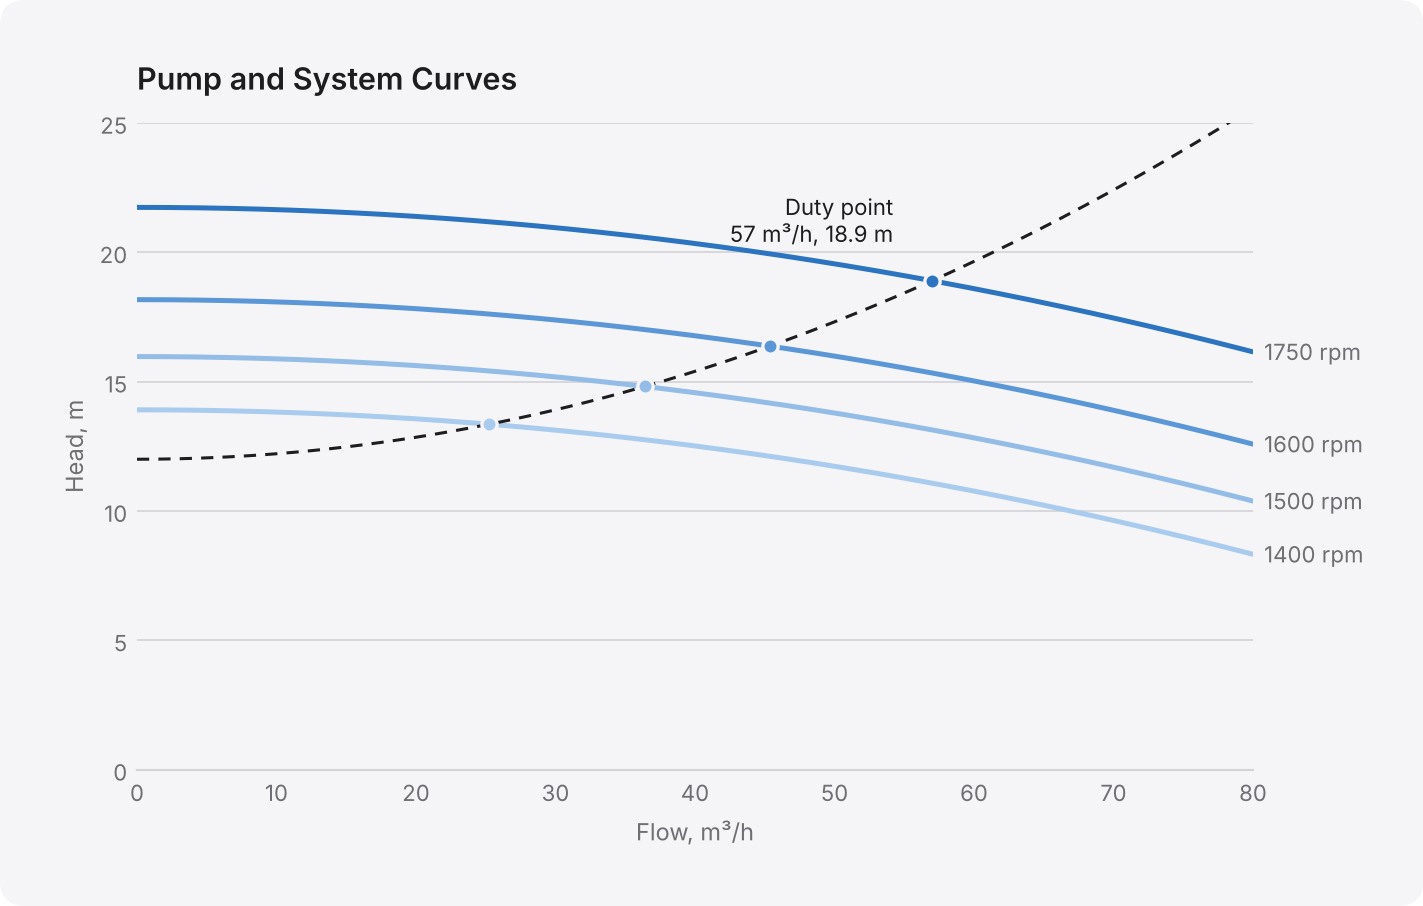 Pump and System Curves
25
20
15
10
5
0
Head, m
Duty point
57 m³/h, 18.9 m
1750 rpm
1600 rpm
1500 rpm
1400 rpm
0 10 20 30 40 50 60 70 80
Flow, m³/h